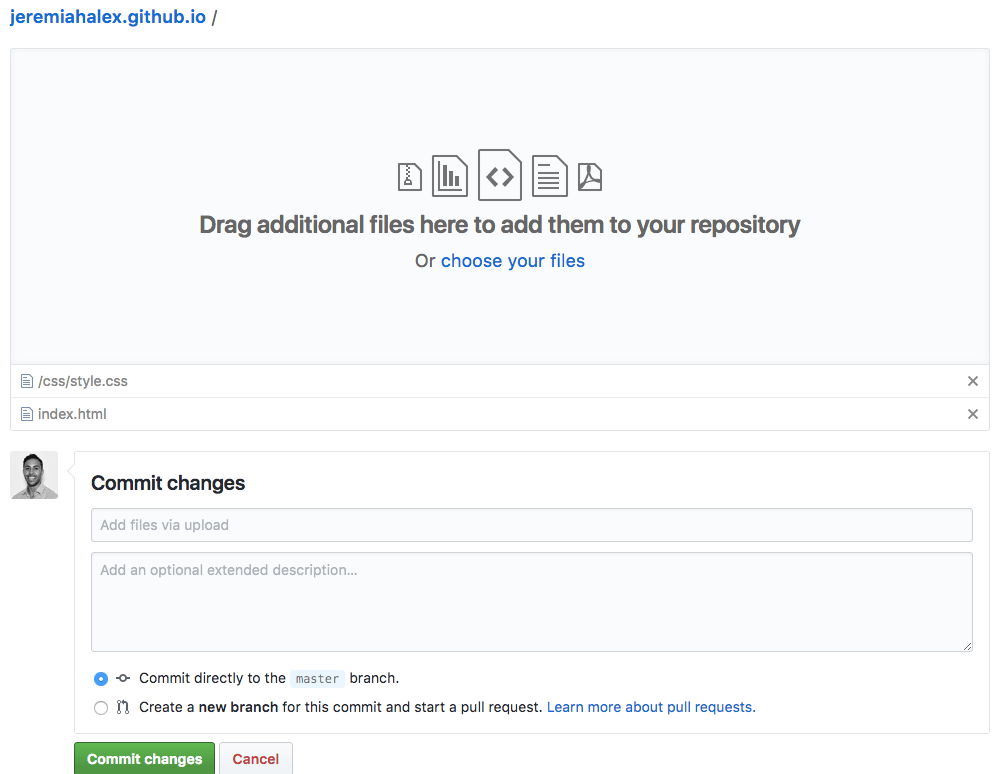 jeremiahalex.github.io /
Drag additional files here to add them to your repository
Or choose your files
/css/style.css
index.html
Commit changes
Add files via upload
Add an optional extended description...
Commit directly to the master branch.
Create a new branch for this commit and start a pull request. Learn more about pull requests.
Commit changes Cancel